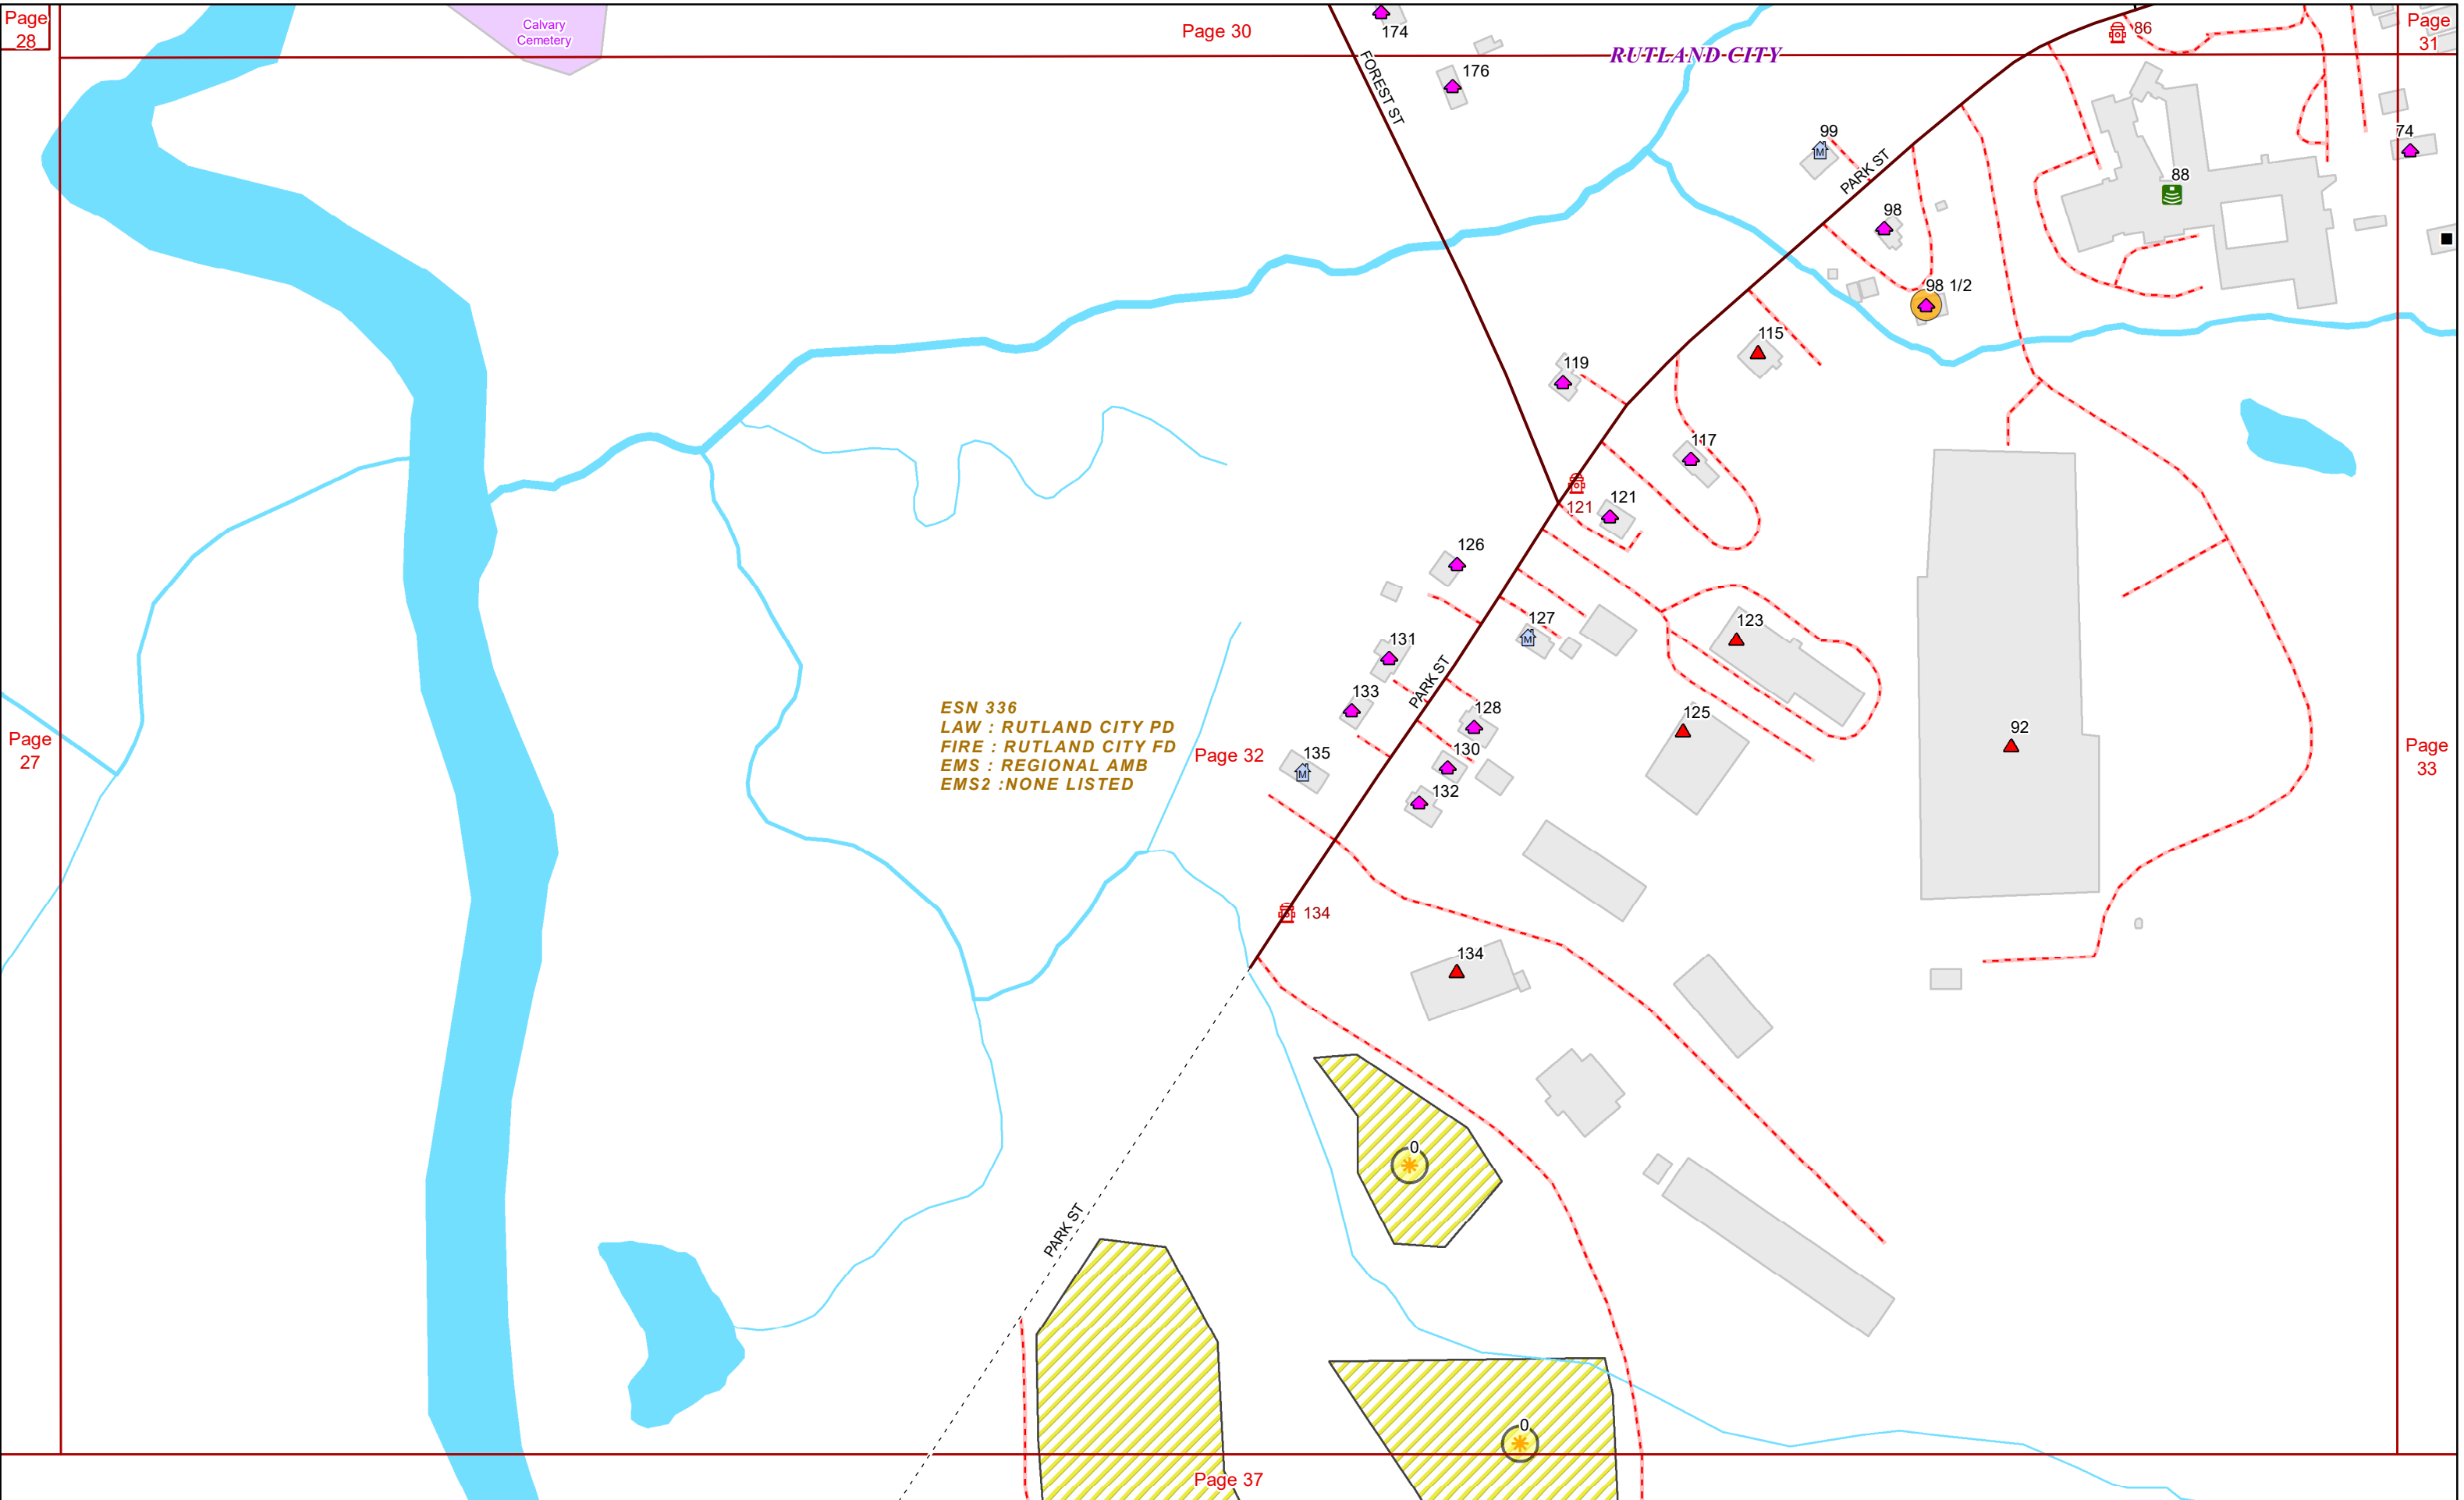 Page
28
Calvary
Cemetery
Page 30
174
RUTLAND CITY
86
Page
31
FOREST ST
176
99
PARK ST
74
88
98
98 1/2
115
119
117
121
121
126
127
123
131
PARK ST
133
128
125
92
ESN 336
LAW : RUTLAND CITY PD
FIRE : RUTLAND CITY FD
EMS : REGIONAL AMB
EMS2 :NONE LISTED
Page
27
Page 32
135
130
132
Page
33
134
134
0
PARK ST
0
Page 37
M
M
M